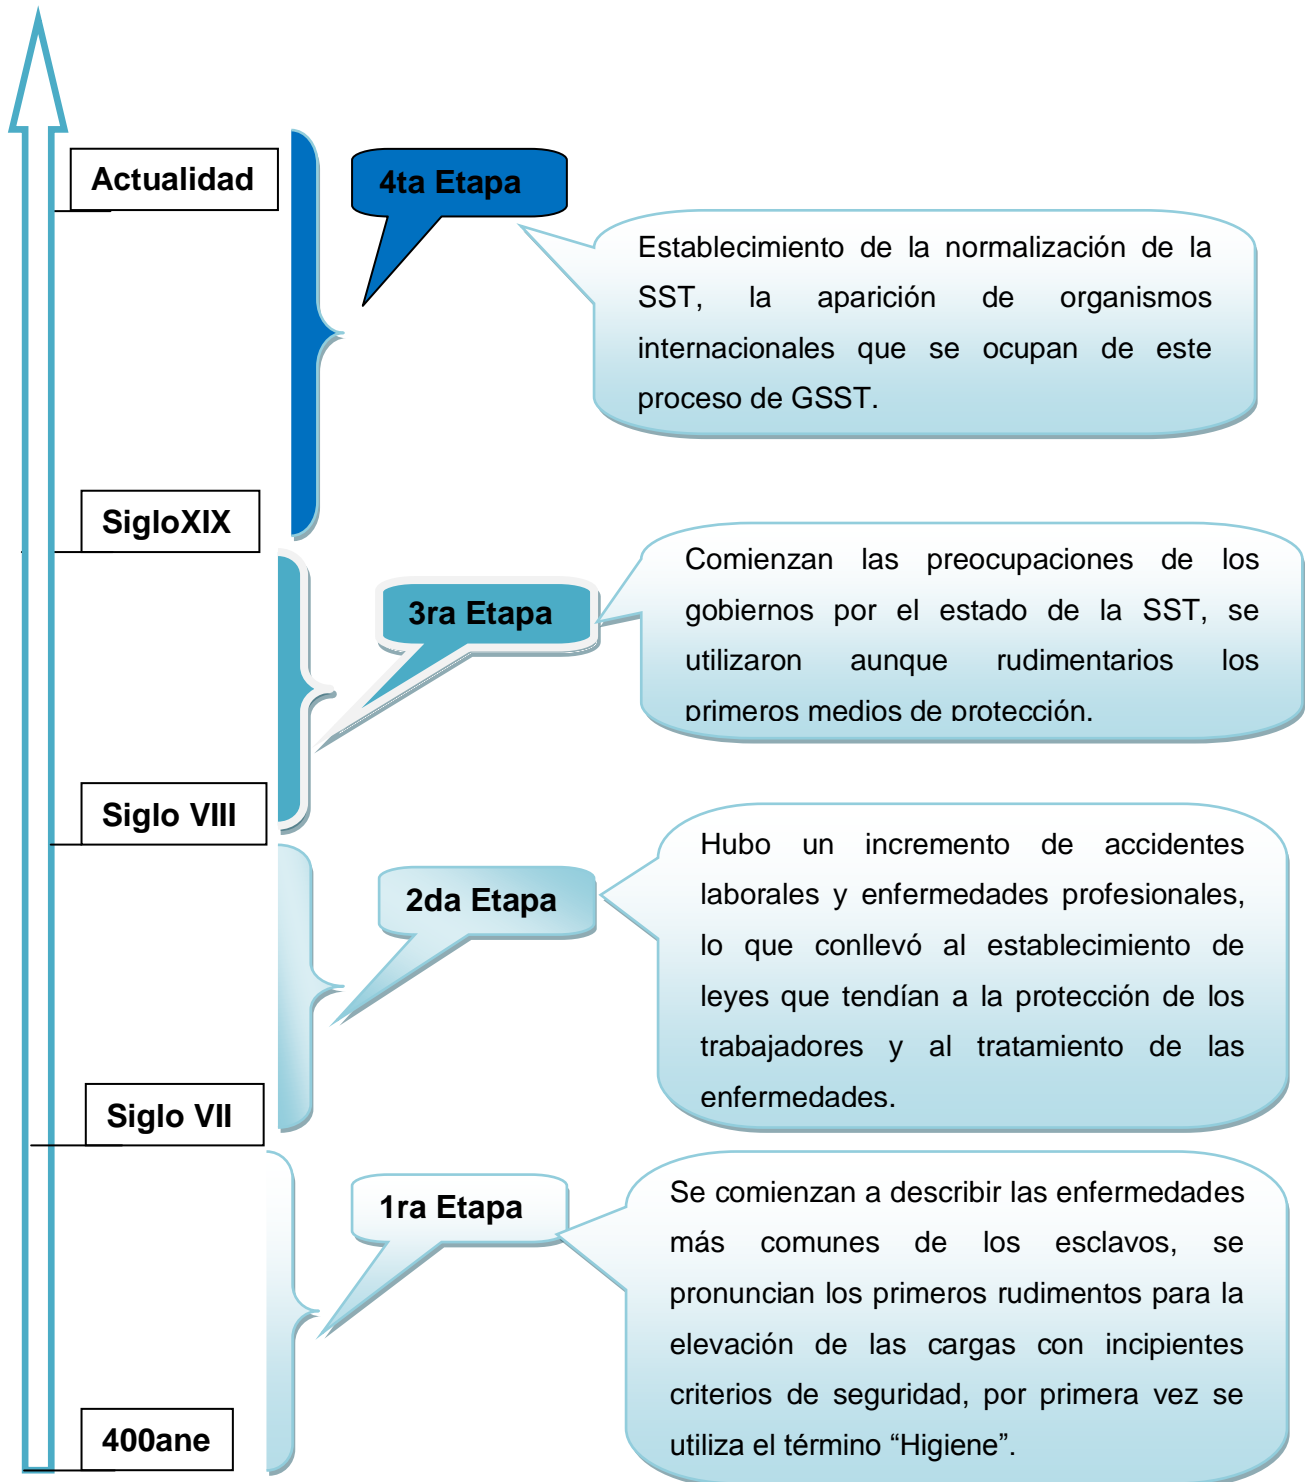 Actualidad
4ta Etapa
Establecimiento de la normalización de la
SST, la aparición de organismos
internacionales que se ocupan de este
proceso de GSST.
SigloXIX
3ra Etapa
Comienzan las preocupaciones de los
gobiernos por el estado de la SST, se
utilizaron aunque rudimentarios los
primeros medios de protección.
Siglo VIII
2da Etapa
Hubo un incremento de accidentes
laborales y enfermedades profesionales,
lo que conllevó al establecimiento de
leyes que tendían a la protección de los
trabajadores y al tratamiento de las
enfermedades.
Siglo VII
1ra Etapa
Se comienzan a describir las enfermedades
más comunes de los esclavos, se
pronuncian los primeros rudimentos para la
elevación de las cargas con incipientes
criterios de seguridad, por primera vez se
utiliza el término “Higiene”.
400ane